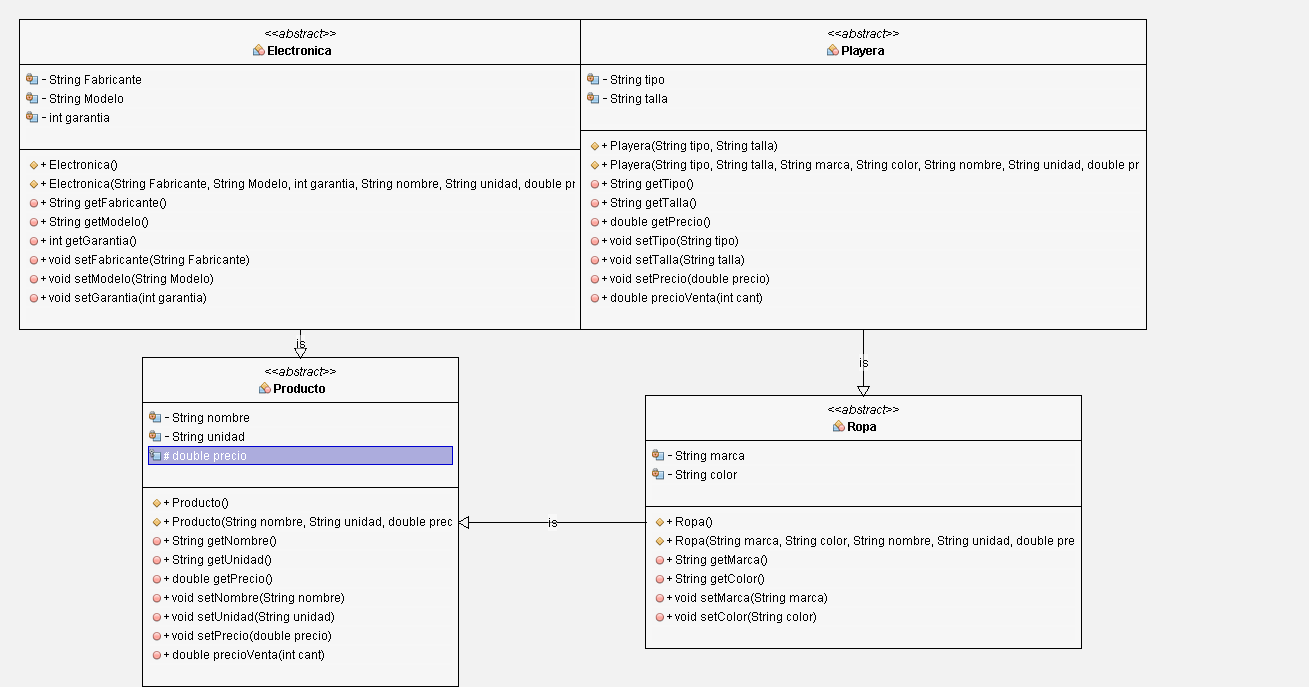 <<abstract>>
Electronica
- String Fabricante
- String Modelo
- int garantia
+ Electronica()
+ Electronica(String Fabricante, String Modelo, int garantia, String nombre, String unidad, double pr
+ String getFabricante()
+ String getModelo()
+ int getGarantia()
+ void setFabricante(String Fabricante)
+ void setModelo(String Modelo)
+ void setGarantia(int garantia)
<<abstract>>
Playera
- String tipo
- String talla
+ Playera(String tipo, String talla)
+ Playera(String tipo, String talla, String marca, String color, String nombre, String unidad, double pr
+ String getTipo()
+ String getTalla()
+ double getPrecio()
+ void setTipo(String tipo)
+ void setTalla(String talla)
+ void setPrecio(double precio)
+ double precioVenta(int cant)
is
is
<<abstract>>
Producto
- String nombre
- String unidad
# double precio
+ Producto()
+ Producto(String nombre, String unidad, double prec
+ String getNombre()
+ String getUnidad()
+ double getPrecio()
+ void setNombre(String nombre)
+ void setUnidad(String unidad)
+ void setPrecio(double precio)
+ double precioVenta(int cant)
is
<<abstract>>
Ropa
- String marca
- String color
+ Ropa()
+ Ropa(String marca, String color, String nombre, String unidad, double pre
+ String getMarca()
+ String getColor()
+ void setMarca(String marca)
+ void setColor(String color)